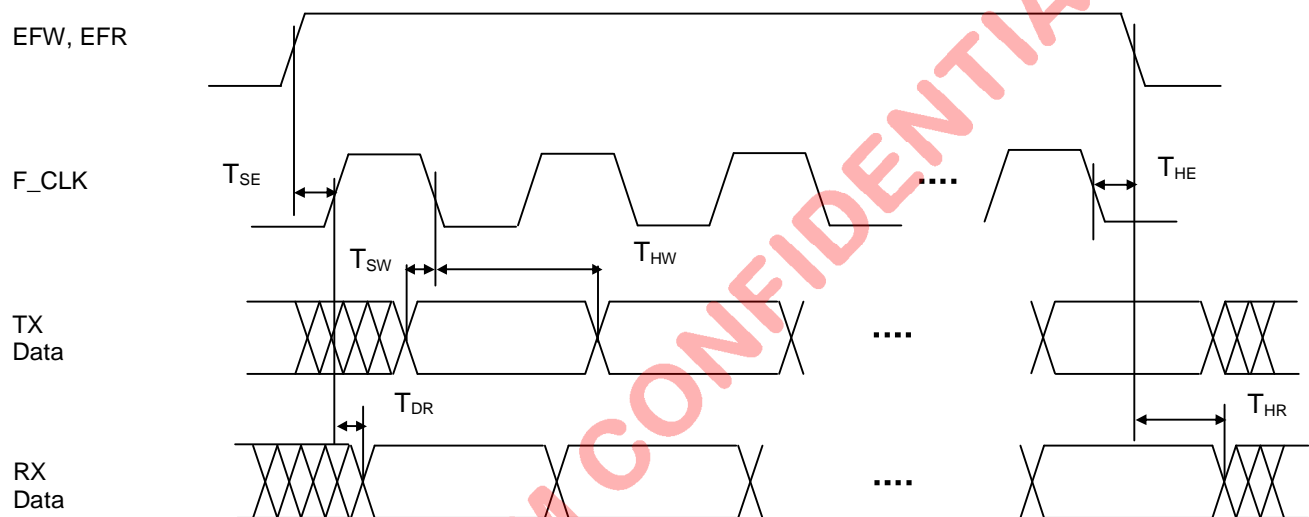 EFW, EFR
F_CLK
TSE
....
THE
TSW
THW
TX
Data
....
TDR
THR
RX
Data
....
CONFIDENTIA